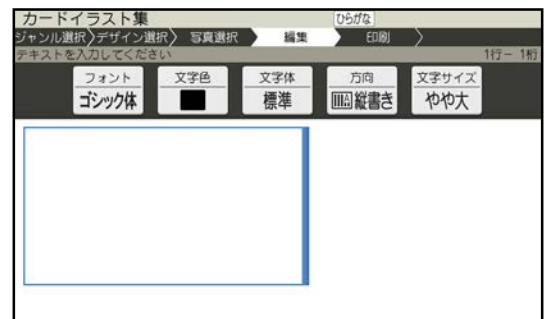 カードイラスト集 ひらがな
ジャンル選択〉デザイン選択〉 写真選択 編集 印刷
テキストを入力してください 1行- 1桁
フォント 文字色 文字体 方向 文字サイズ
ゴシック体 標準 縦書き やや大